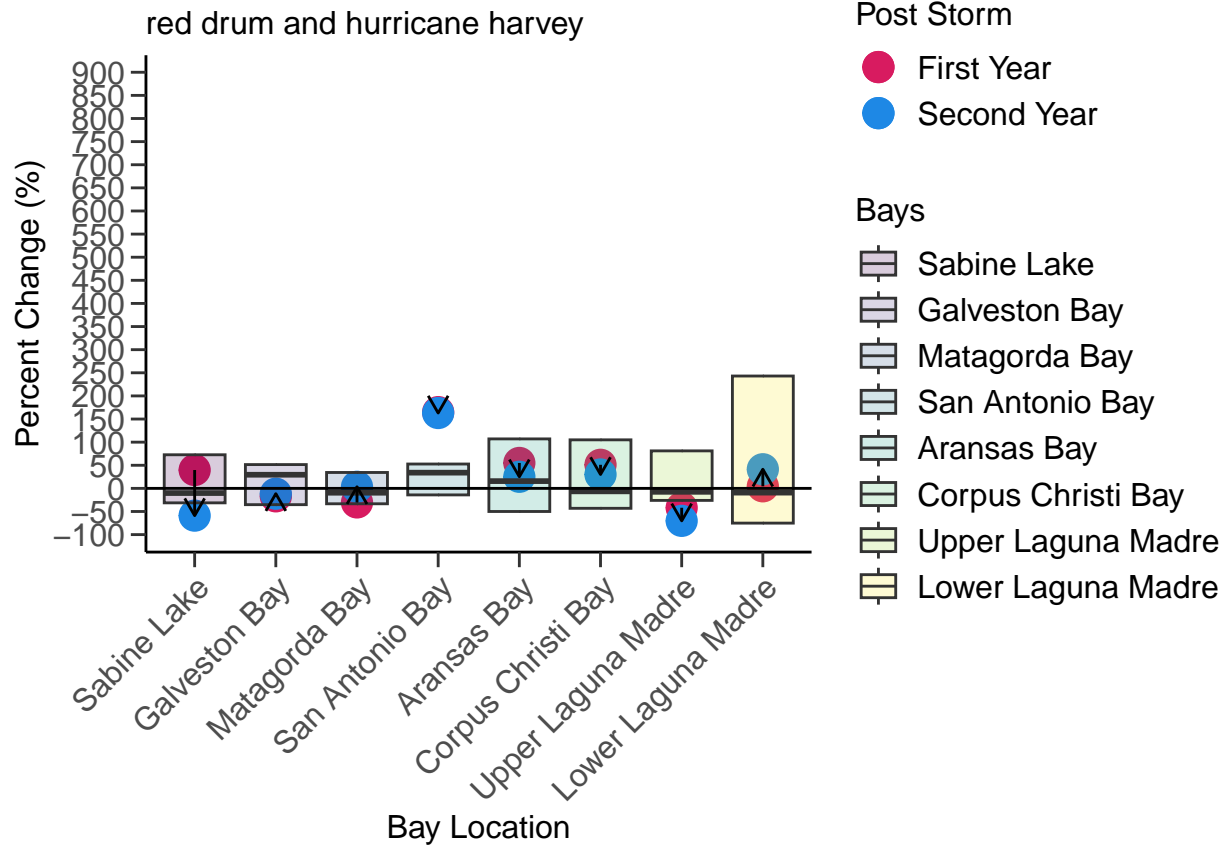 red drum and hurricane harvey
Percent Change (%)
900
850
800
750
700
650
600
550
500
450
400
350
300
250
200
150
100
50
0
−50
−100
Sabine Lake
Galveston Bay
Matagorda Bay
San Antonio Bay
Aransas Bay
Corpus Christi Bay
Upper Laguna Madre
Lower Laguna Madre
Bay Location
Post Storm
First Year
Second Year
Bays
Sabine Lake
Galveston Bay
Matagorda Bay
San Antonio Bay
Aransas Bay
Corpus Christi Bay
Upper Laguna Madre
Lower Laguna Madre